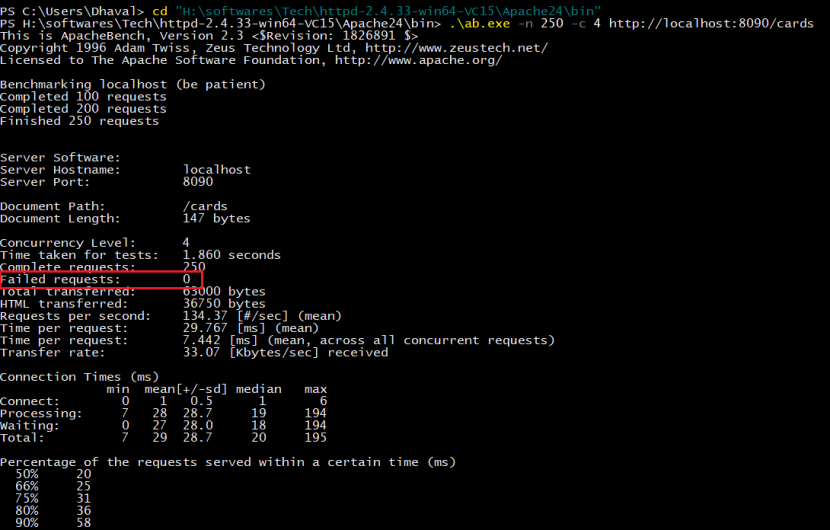 PS C:\Users\Dhaval> cd "H:\softwares\Tech\httpd-2.4.33-win64-VC15\Apache24\bin"
PS H:\softwares\Tech\httpd-2.4.33-win64-VC15\Apache24\bin> .\ab.exe -n 250 -c 4 http://localhost:8090/cards
This is ApacheBench, Version 2.3 <$Revision: 1826891 $>
Copyright 1996 Adam Twiss, Zeus Technology Ltd, http://www.zeustech.net/
Licensed to The Apache Software Foundation, http://www.apache.org/

Benchmarking localhost (be patient)
Completed 100 requests
Completed 200 requests
Finished 250 requests


Server Software:
Server Hostname:        localhost
Server Port:            8090

Document Path:          /cards
Document Length:        147 bytes

Concurrency Level:      4
Time taken for tests:   1.860 seconds
Complete requests:      250
Failed requests:        0
Total transferred:      63000 bytes
HTML transferred:       36750 bytes
Requests per second:    134.37 [#/sec] (mean)
Time per request:       29.767 [ms] (mean)
Time per request:       7.442 [ms] (mean, across all concurrent requests)
Transfer rate:          33.07 [Kbytes/sec] received

Connection Times (ms)
              min  mean[+/-sd] median   max
Connect:        0    1   0.5      1       6
Processing:     7   28  28.7     19     194
Waiting:        0   27  28.0     18     194
Total:          7   29  28.7     20     195

Percentage of the requests served within a certain time (ms)
  50%     20
  66%     25
  75%     31
  80%     36
  90%     58